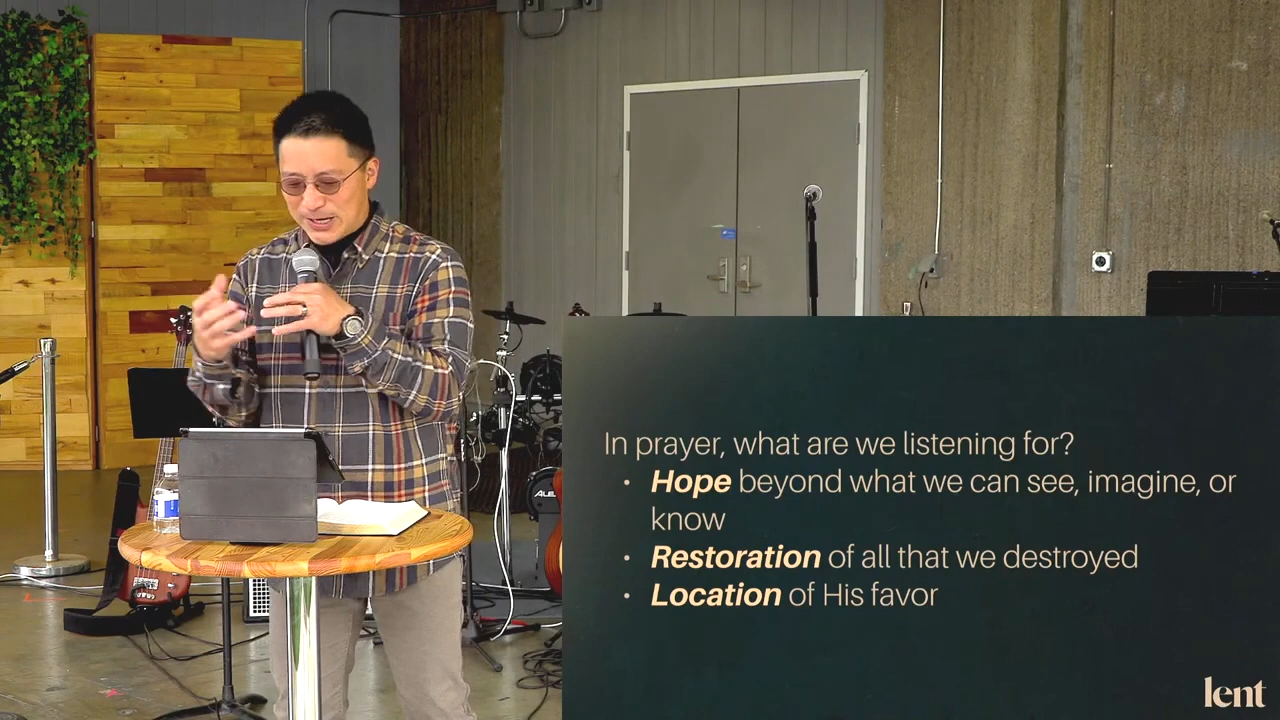 In prayer, what are we listening for?
• Hope beyond what we can see, imagine, or
know
• Restoration of all that we destroyed
• Location of His favor
lent